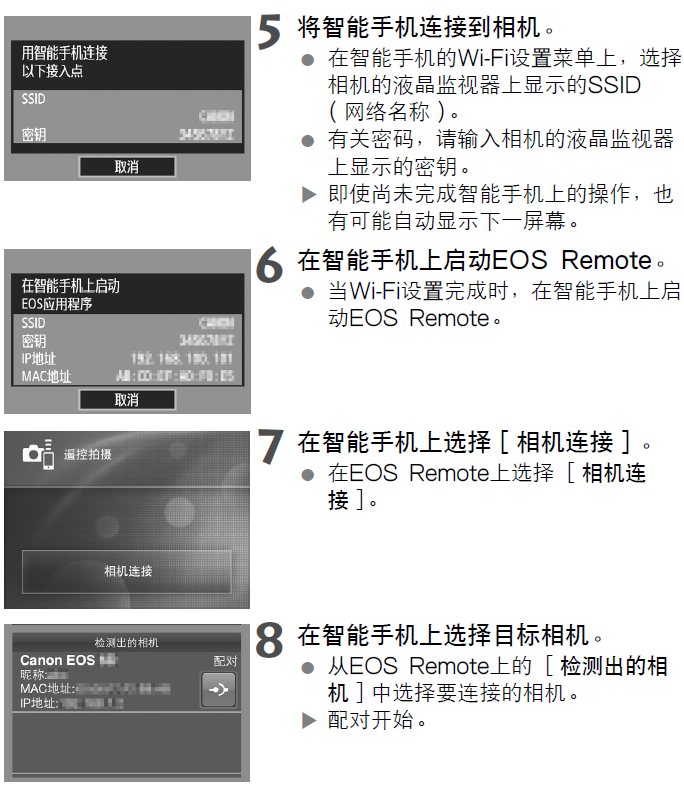 用智能手机连接
以下接入点
SSID
密钥
取消
5 将智能手机连接到相机。
● 在智能手机的Wi-Fi设置菜单上，选择
相机的液晶监视器上显示的SSID
（网络名称）。
● 有关密码，请输入相机的液晶监视器
上显示的密钥。
▶ 即使尚未完成智能手机上的操作，也
有可能自动显示下一屏幕。
在智能手机上启动
EOS应用程序
SSID
密钥
IP地址
MAC地址
取消
6 在智能手机上启动EOS Remote。
● 当Wi-Fi设置完成时，在智能手机上启
动EOS Remote。
遥控拍摄
相机连接
7 在智能手机上选择［相机连接］。
● 在EOS Remote上选择［相机连
接］。
检测出的相机
Canon EOS
配对
昵称:
MAC地址:
IP地址:
8 在智能手机上选择目标相机。
● 从EOS Remote上的［检测出的相
机］中选择要连接的相机。
▶ 配对开始。